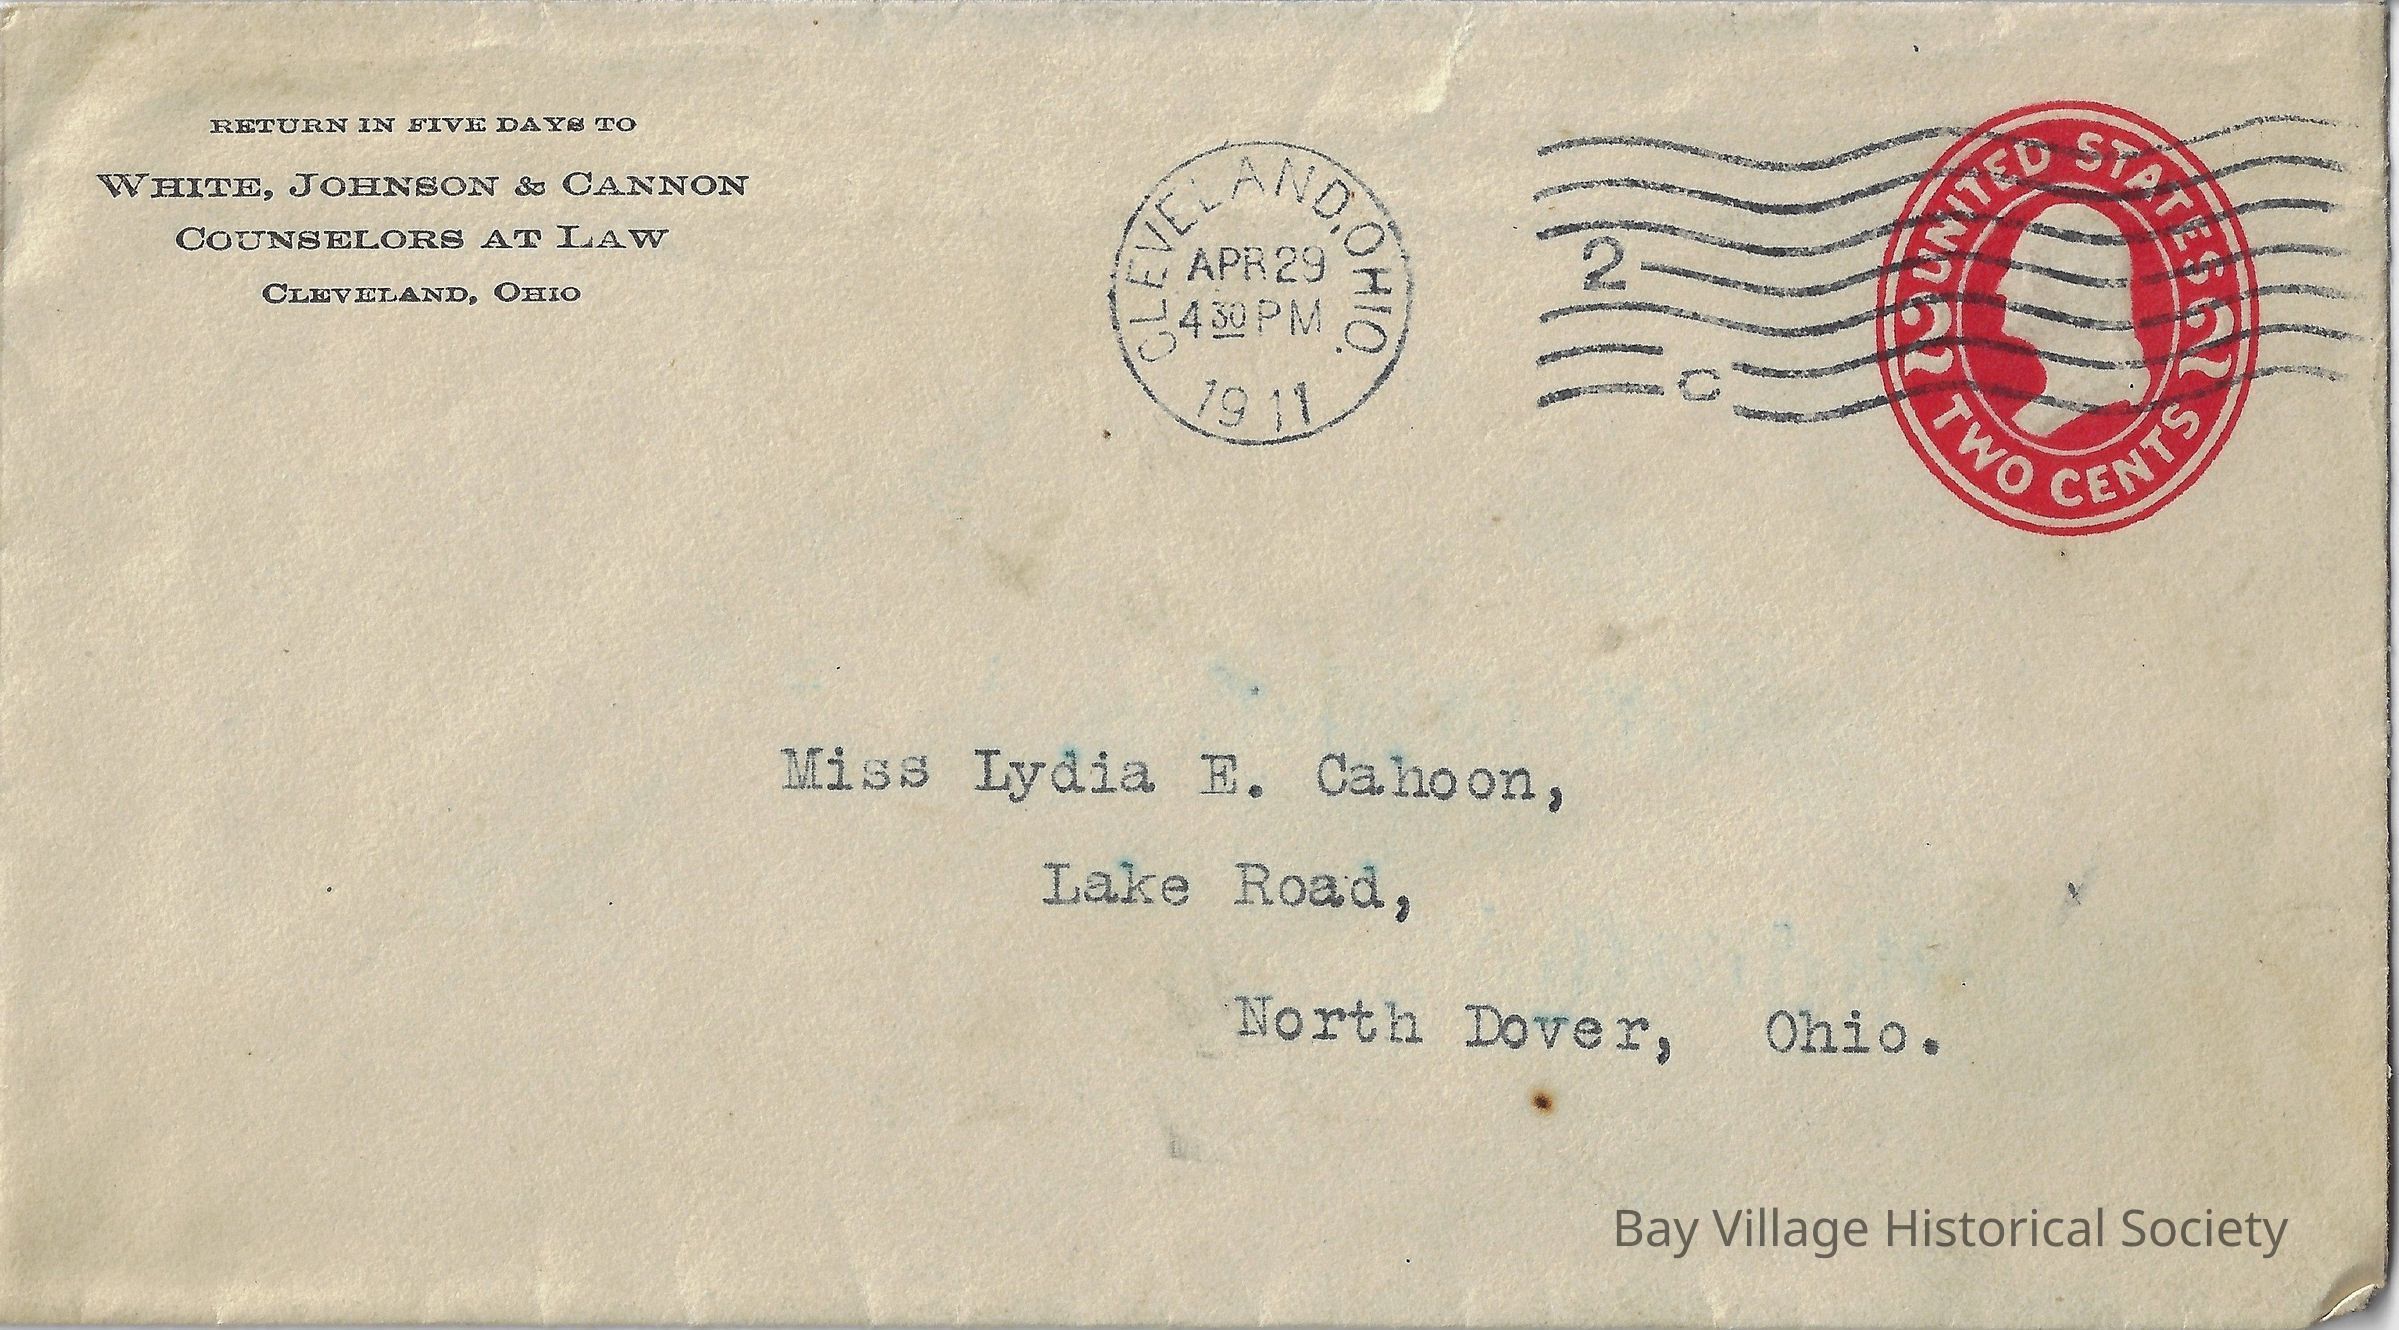 RETURN IN FIVE DAYS TO
WHITE, JOHNSON & CANNON
COUNSELORS AT LAW
CLEVELAND, OHIO
CLEVELAND, OHIO.
APR 29
4 30 PM
1911
2
C
UNITED STATES
2 2
TWO CENTS
Miss Lydia E. Cahoon,
Lake Road,
North Dover, Ohio.
Bay Village Historical Society